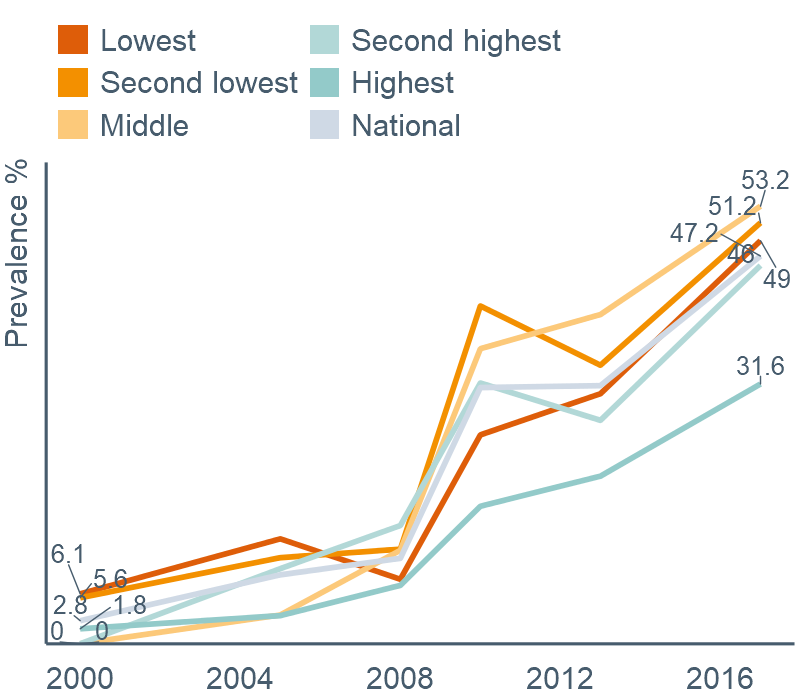 Lowest
Second highest
Second lowest
Highest
Middle
National
Prevalence %
53.2
51.2
47.2
46
49
31.6
6.1
5.6
2.8
1.8
0
0
2000 2004 2008 2012 2016